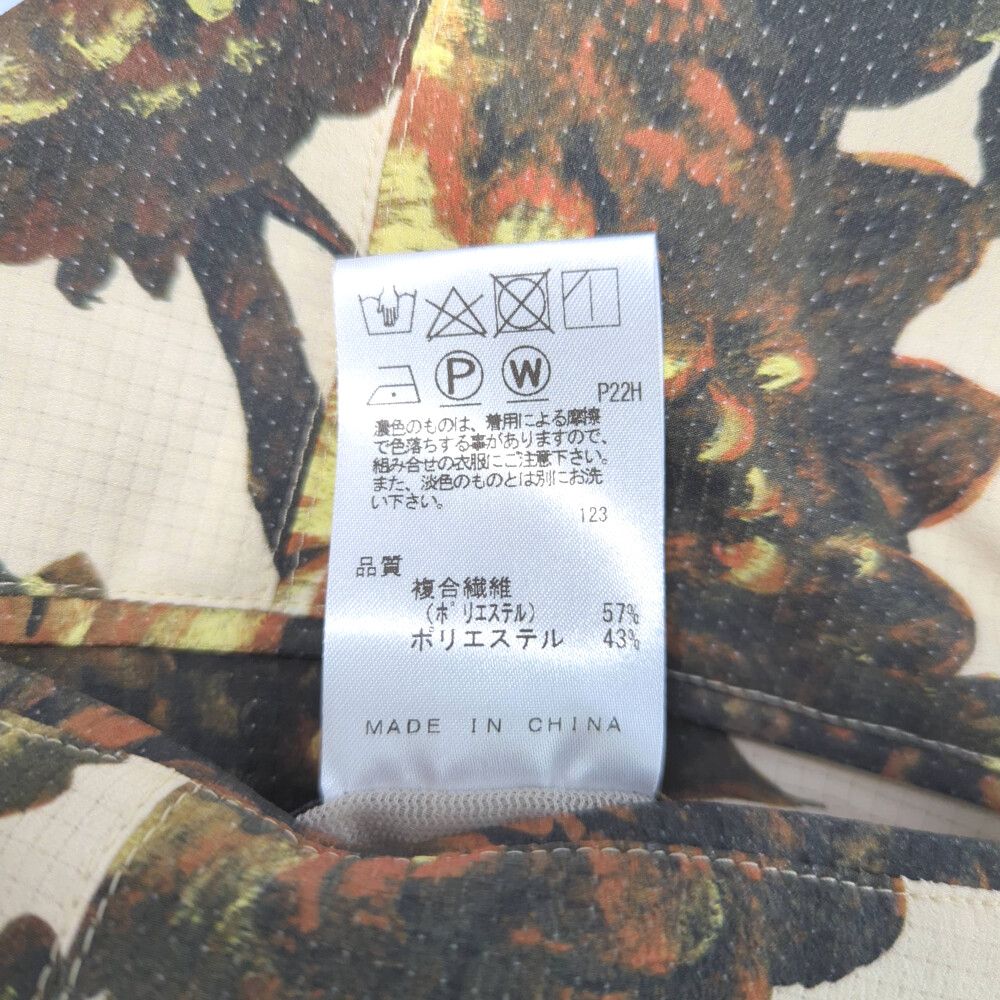 P W
P22H
濃色のものは、着用による摩擦
で色落ちする事がありますので、
組み合せの衣服にご注意下さい。
また、淡色のものとは別にお洗
い下さい。
123
品質
複合繊維
(ポリエステル) 57%
ポリエステル 43%
MADE IN CHINA